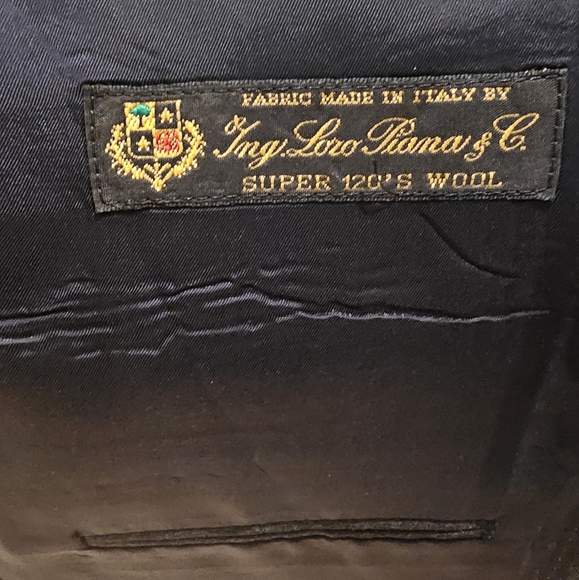 FABRIC MADE IN ITALY BY
Ing. Loro Piana & C.
SUPER 120'S WOOL